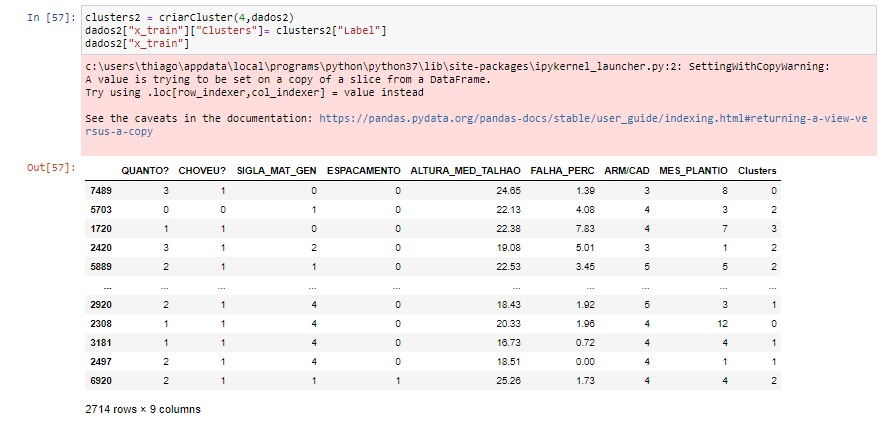 In [57]: clusters2 = criarCluster(4,dados2)
dados2["x_train"]["Clusters"]= clusters2["Label"]
dados2["x_train"]
c:\users\thiago\appdata\local\programs\python\python37\lib\site-packages\ipykernel_launcher.py:2: SettingWithCopyWarning:
A value is trying to be set on a copy of a slice from a DataFrame.
Try using .loc[row_indexer,col_indexer] = value instead
See the caveats in the documentation: https://pandas.pydata.org/pandas-docs/stable/user_guide/indexing.html#returning-a-view-ve
rsus-a-copy
Out[57]:
QUANTO? CHOVEU? SIGLA_MAT_GEN ESPACAMENTO ALTURA_MED_TALHAO FALHA_PERC ARM/CAD MES_PLANTIO Clusters
7489 3 1 0 0 24.65 1.39 3 8 0
5703 0 0 1 0 22.13 4.08 4 3 2
1720 1 1 0 0 22.38 7.83 4 7 3
2420 3 1 2 0 19.08 5.01 3 1 2
5889 2 1 1 0 22.53 3.45 5 5 2
... ... ... ... ... ... ... ... ... ...
2920 2 1 4 0 18.43 1.92 5 3 1
2308 1 1 4 0 20.33 1.96 4 12 0
3181 1 1 4 0 16.73 0.72 4 4 1
2497 2 1 4 0 18.51 0.00 4 1 1
6920 2 1 1 1 25.26 1.73 4 4 2
2714 rows × 9 columns